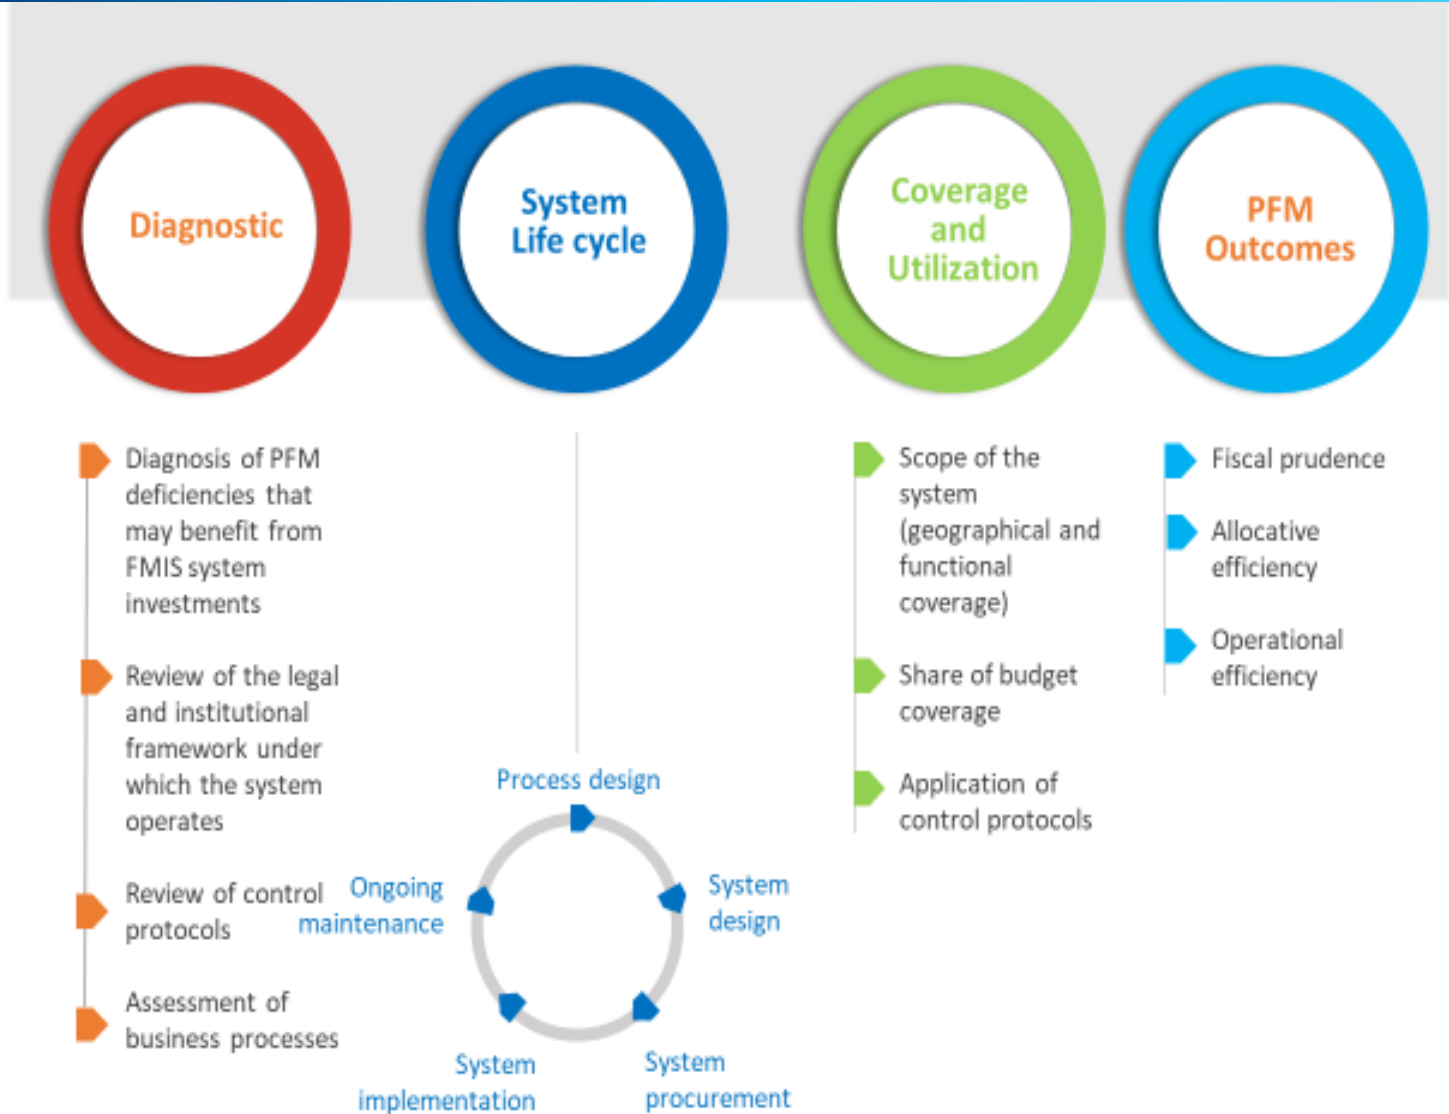 Diagnostic
System
Life cycle
Coverage
and
Utilization
PFM
Outcomes
Diagnosis of PFM
deficiencies that
may benefit from
FMIS system
investments
Review of the legal
and institutional
framework under
which the system
operates
Review of control
protocols
Assessment of
business processes
Process design
System
design
System
procurement
System
implementation
Ongoing
maintenance
Scope of the
system
(geographical and
functional
coverage)
Share of budget
coverage
Application of
control protocols
Fiscal prudence
Allocative
efficiency
Operational
efficiency